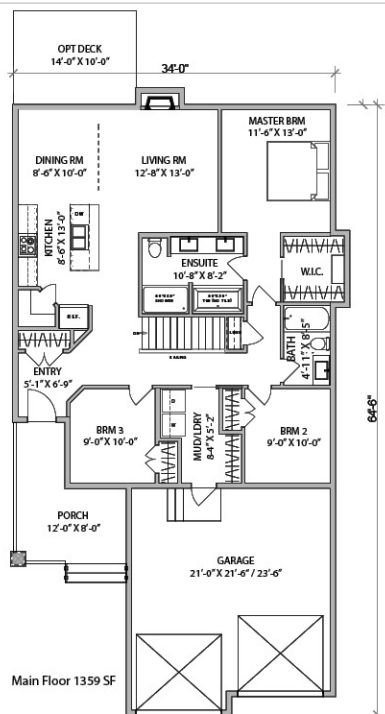 OPT DECK
14'-0" X 10'-0"
34'-0"
MASTER BRM
11'-6" X 13'-0"
DINING RM
8'-6" X 10'-0"
LIVING RM
12'-8" X 13'-0"
DW
KITCHEN
8'-6" X 13'-0"
ENSUITE
10'-8" X 8'-2"
W.I.C.
REF.
DN
RAILING
LINEN
BATH
4'-11" X 8'-5"
ENTRY
5'-1" X 6'-9"
64'-6"
BRM 3
9'-0" X 10'-0"
D
W
MUD/LDRY
8-4" X 5'-2"
BRM 2
9'-0" X 10'-0"
PORCH
12'-0" X 8'-0"
GARAGE
21'-0" X 21'-6" / 23'-6"
Main Floor 1359 SF